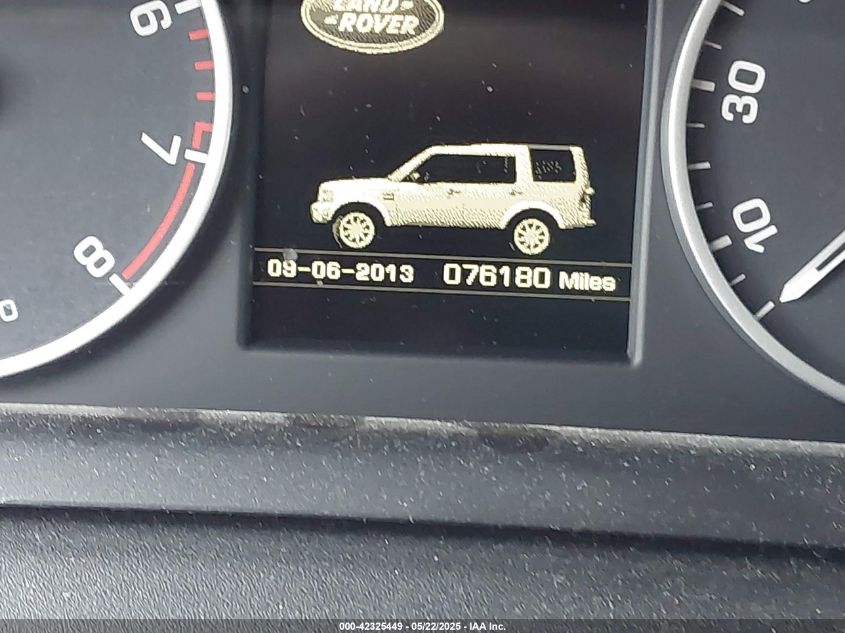 LAND-
-ROVER
6
7
8
30
10
09-06-2013 076180 Miles
000-42325449 - 05/22/2025 - IAA Inc.